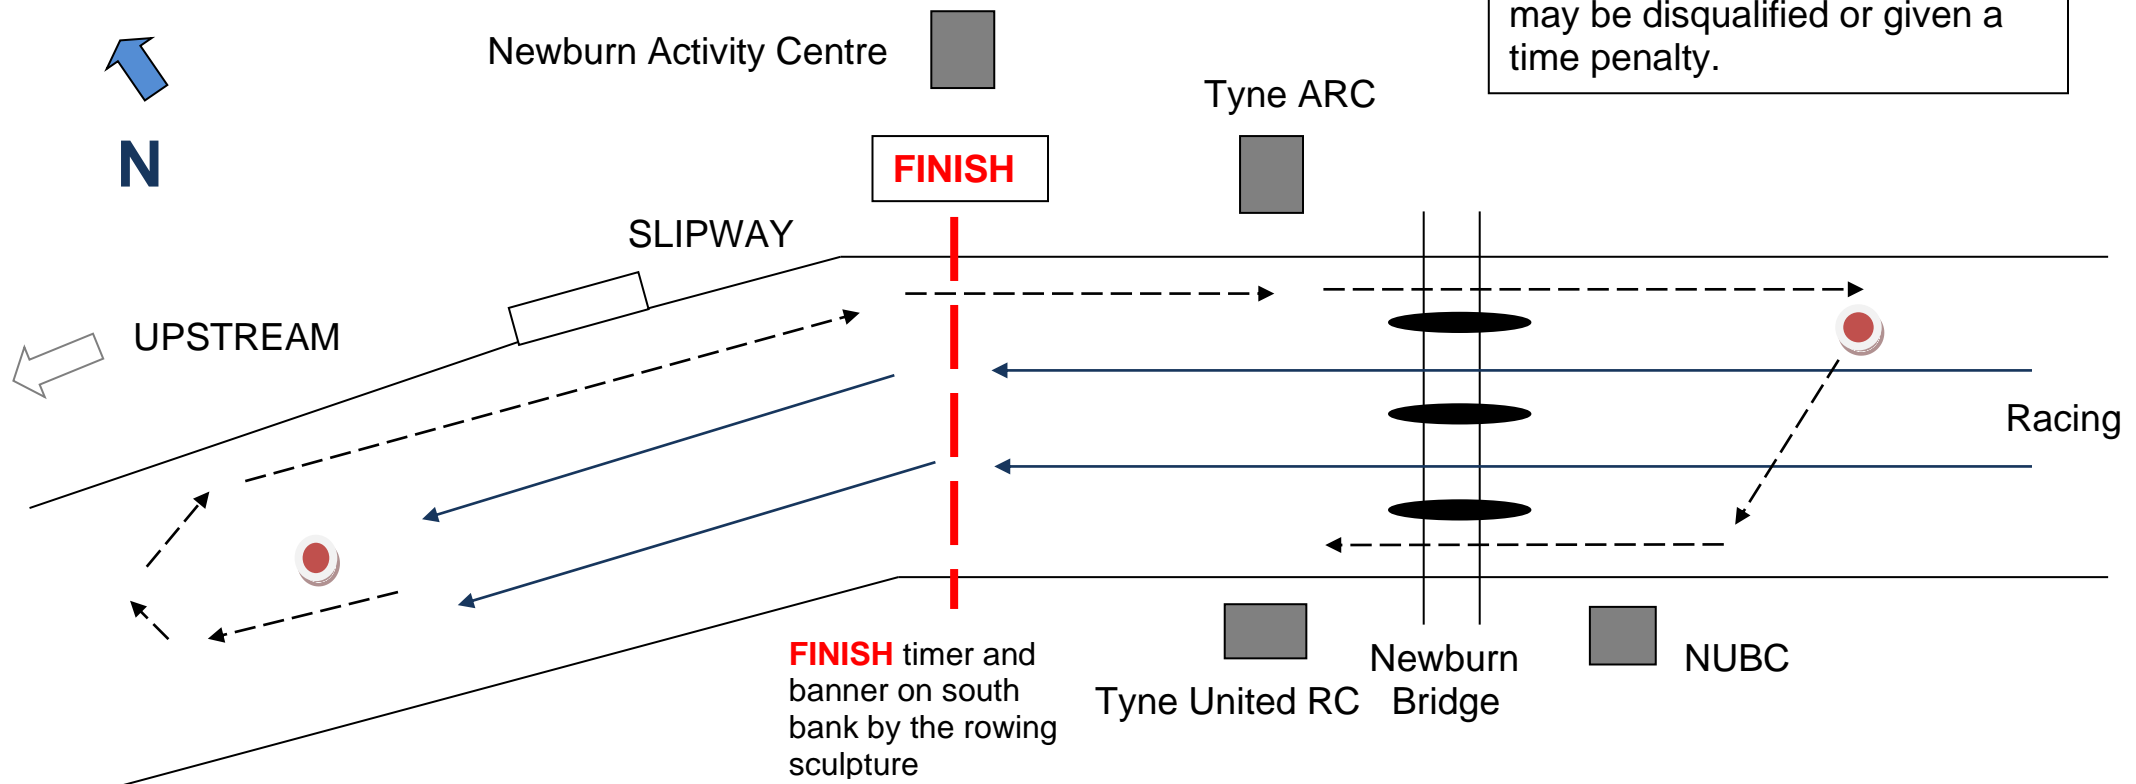 may be disqualified or given a
time penalty.
Newburn Activity Centre
Tyne ARC
N
FINISH
SLIPWAY
UPSTREAM
Racing
FINISH timer and
banner on south
bank by the rowing
sculpture
Tyne United RC
Newburn
Bridge
NUBC